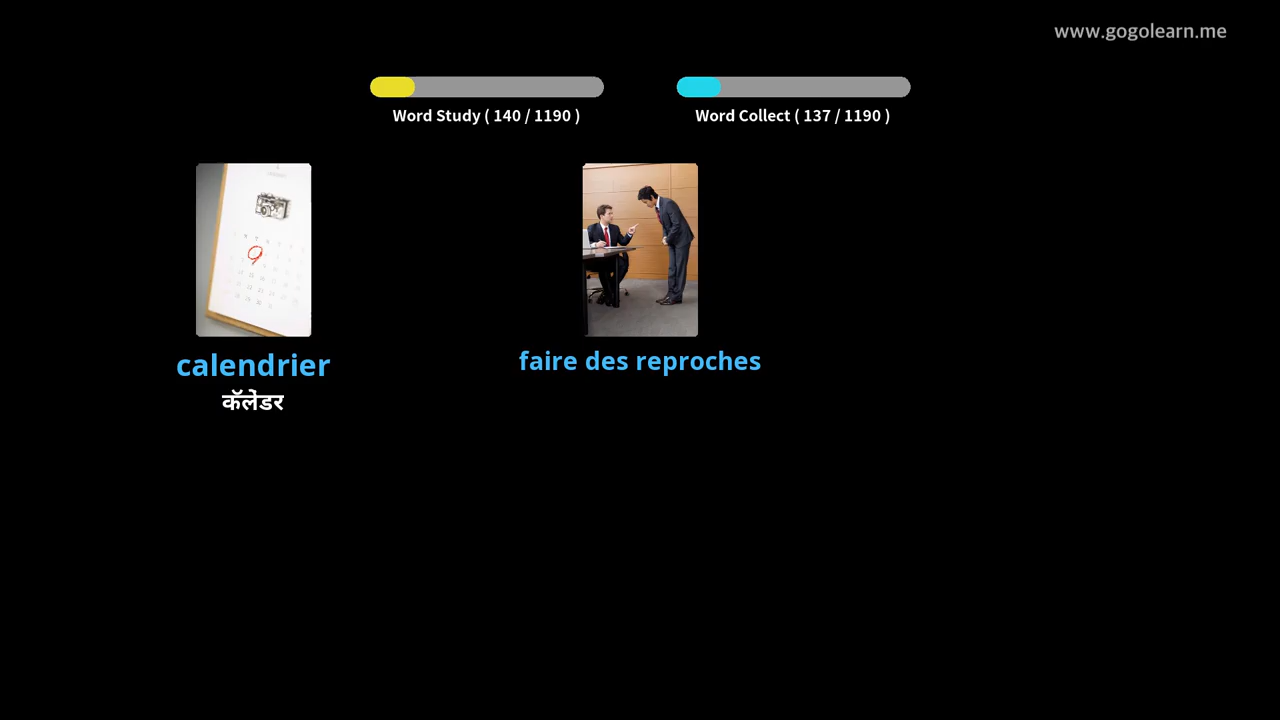 www.gogolearn.me
Word Study ( 140 / 1190 )
Word Collect ( 137 / 1190 )
calendrier
faire des reproches
कॅलेंडर